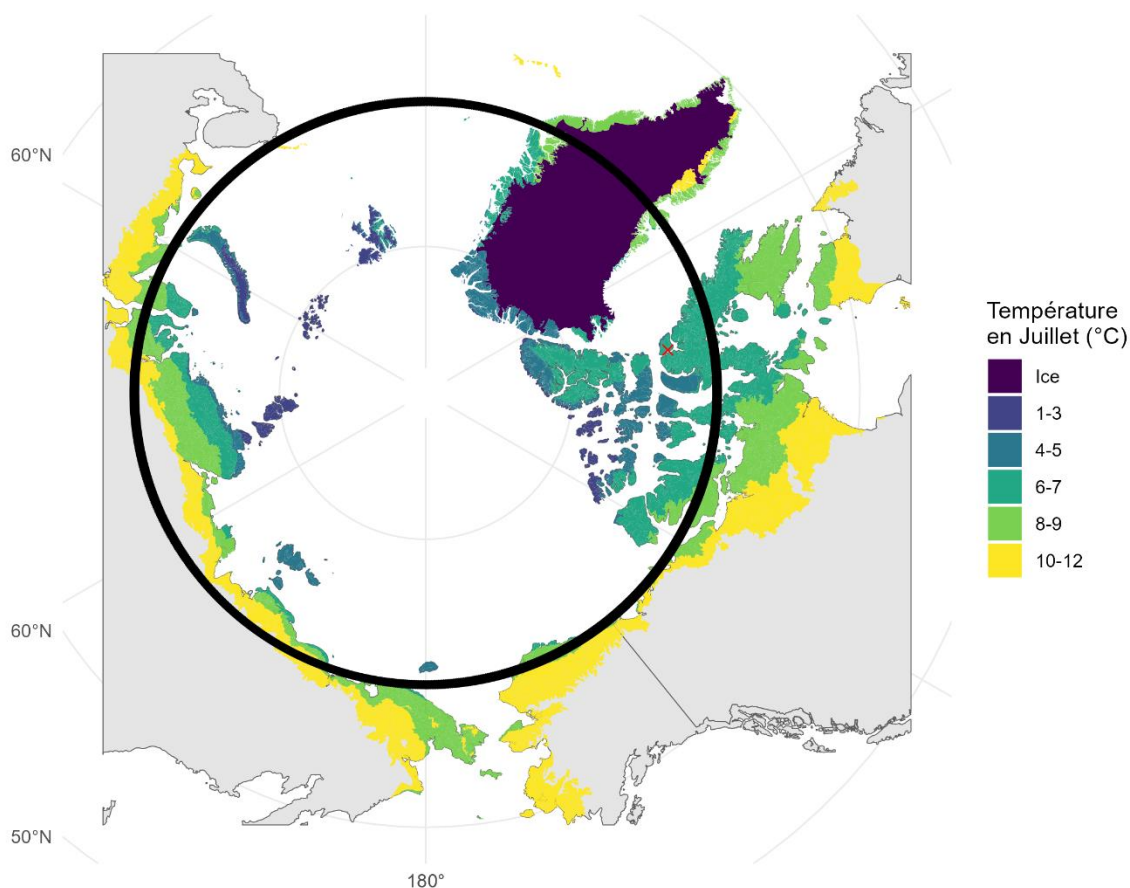 60°N
60°N
50°N
180°
Température
en Juillet (°C)
Ice
1-3
4-5
6-7
8-9
10-12